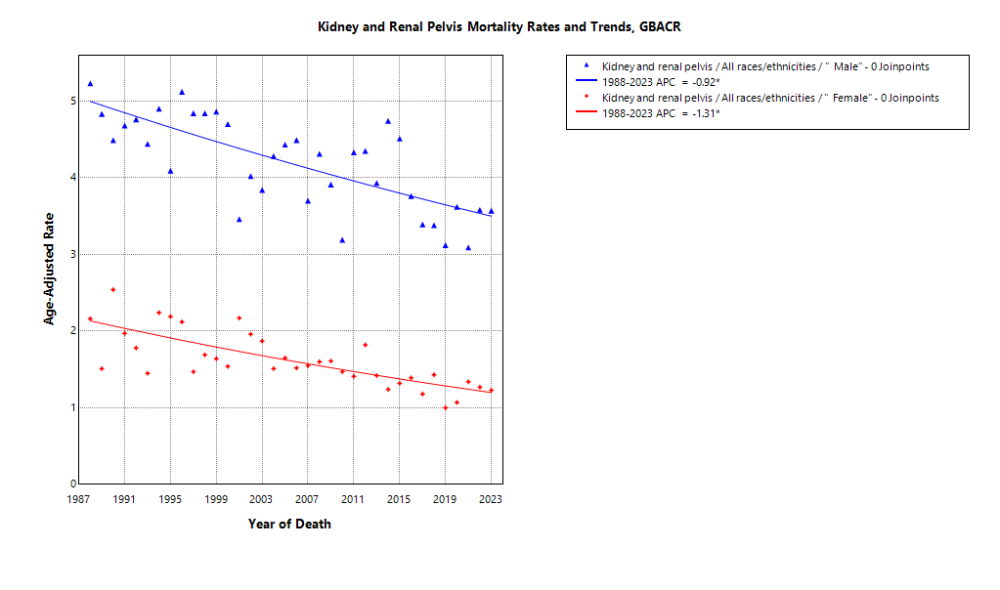 Kidney and Renal Pelvis Mortality Rates and Trends, GBACR
Kidney and renal pelvis / All races/ethnicities / " Male" - 0 Joinpoints
1988-2023 APC = -0.92*
Kidney and renal pelvis / All races/ethnicities / " Female" - 0 Joinpoints
1988-2023 APC = -1.31*
Age-Adjusted Rate
5
4
3
2
1
0
1987 1991 1995 1999 2003 2007 2011 2015 2019 2023
Year of Death